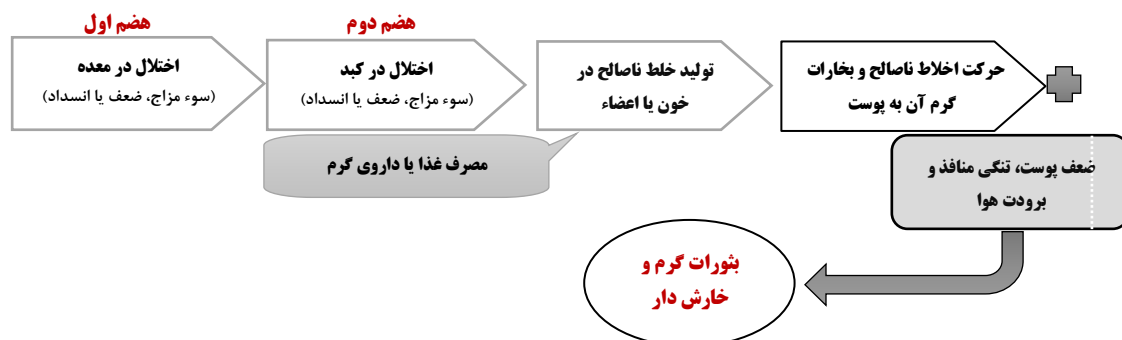 هضم اول
اختلال در معده
(سوء مزاج، ضعف یا انسداد)
هضم دوم
اختلال در کبد
(سوء مزاج، ضعف یا انسداد)
تولید خلط ناصالح در
خون یا اعضاء
مصرف غذا یا داروی گرم
حرکت اخلاط ناصالح و بخارات
گرم آن به پوست
ضعف پوست، تنگی منافذ و
برودت هوا
بثورات گرم و
خارش دار